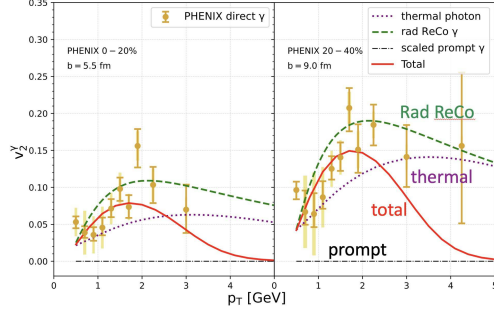 0.35
0.30
0.25
0.20
0.15
0.10
0.05
0.00
v₂^γ
PHENIX direct γ
PHENIX 0 − 20%
b = 5.5 fm
0
2
4
p_T [GeV]
PHENIX 20 − 40%
b = 9.0 fm
thermal photon
rad ReCo γ
scaled prompt γ
Total
Rad ReCo
thermal
total
prompt
0
1
2
3
4
5
p_T [GeV]